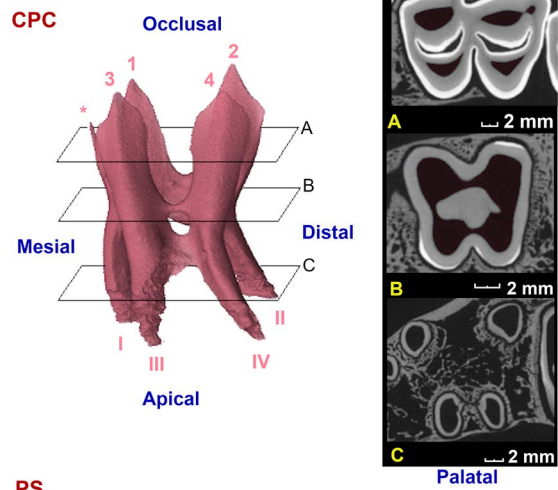 CPC
Occlusal
1
2
3
4
*
A
B
Mesial
Distal
C
I
II
III
IV
Apical
A
2 mm
B
2 mm
C
2 mm
Palatal
PS